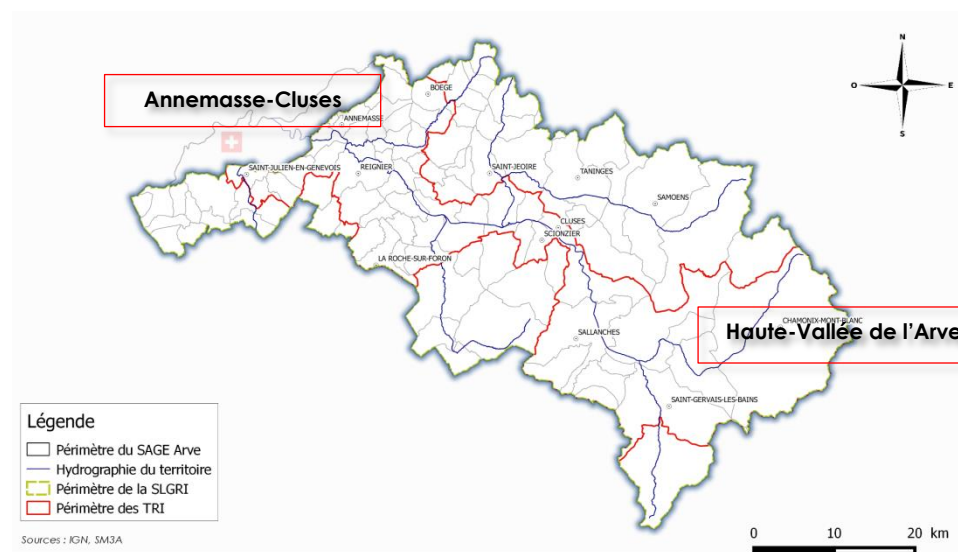 N
O
E
S
Annemasse-Cluses
BOEGE
ANNEMASSE
SAINT-JULIEN-EN-GENEVOIS
REIGNIER
SAINT-JEOIRE
TANINGES
SAMOENS
CLUSES
SCIONZIER
LA ROCHE-SUR-FORON
CHAMONIX-MONT-BLANC
Haute-Vallée de l'Arve
SALLANCHES
SAINT-GERVAIS-LES-BAINS
Légende
Périmètre du SAGE Arve
Hydrographie du territoire
Périmètre de la SLGRI
Périmètre des TRI
Sources : IGN, SM3A
0 10 20 km